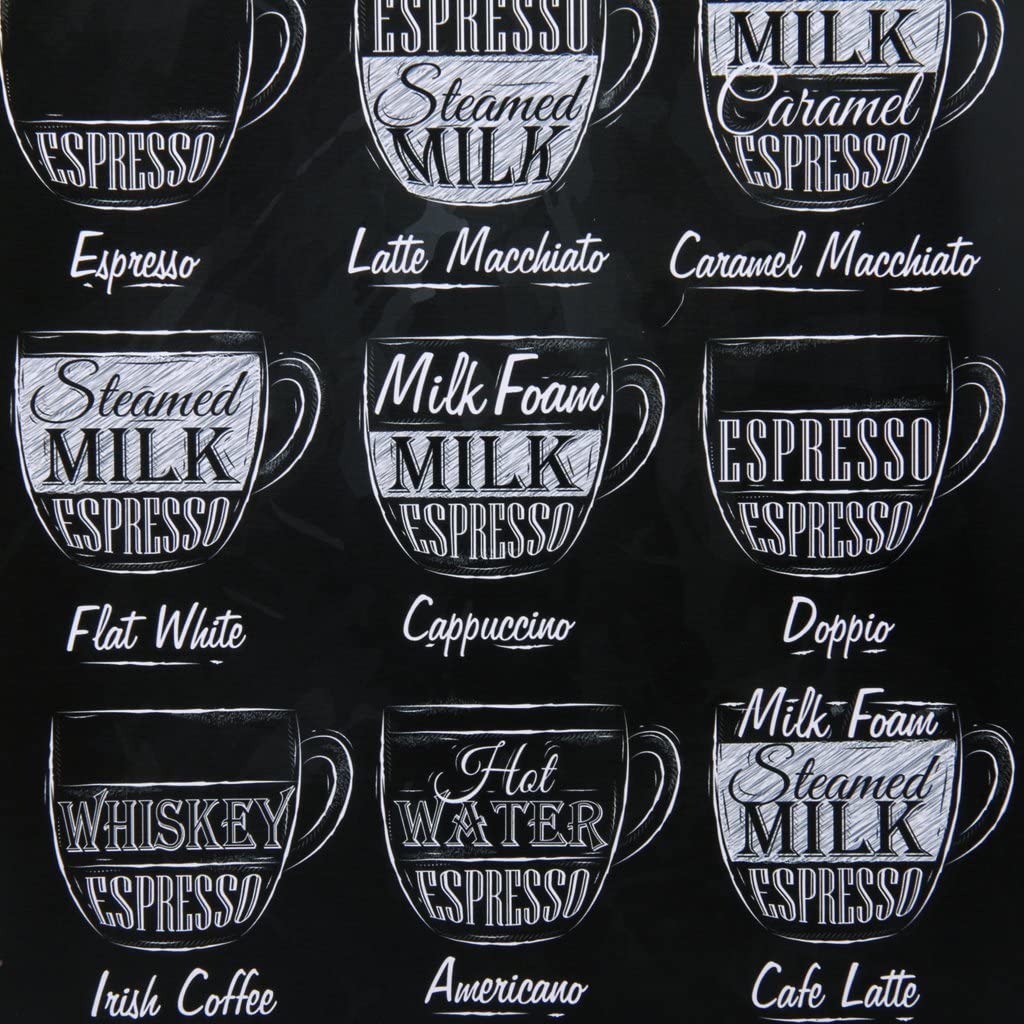 ESPRESSO
Espresso
ESPRESSO
Steamed
MILK
Latte Macchiato
MILK
Caramel
ESPRESSO
Caramel Macchiato
Steamed
MILK
ESPRESSO
Flat White
Milk Foam
MILK
ESPRESSO
Cappuccino
ESPRESSO
ESPRESSO
Doppio
WHISKEY
ESPRESSO
Irish Coffee
Hot
WATER
ESPRESSO
Americano
Milk Foam
Steamed
MILK
ESPRESSO
Cafe Latte